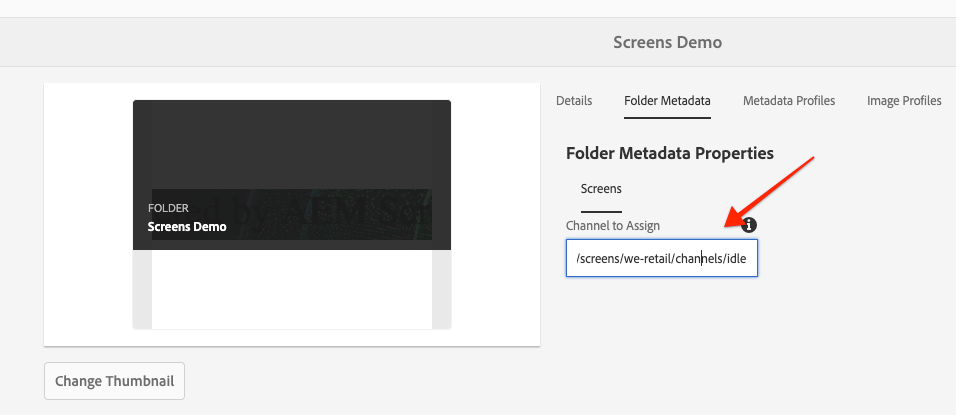 Screens Demo
Details Folder Metadata Metadata Profiles Image Profiles
Folder Metadata Properties
Screens
Channel to Assign
/screens/we-retail/channels/idle
FOLDER
Screens Demo
Change Thumbnail